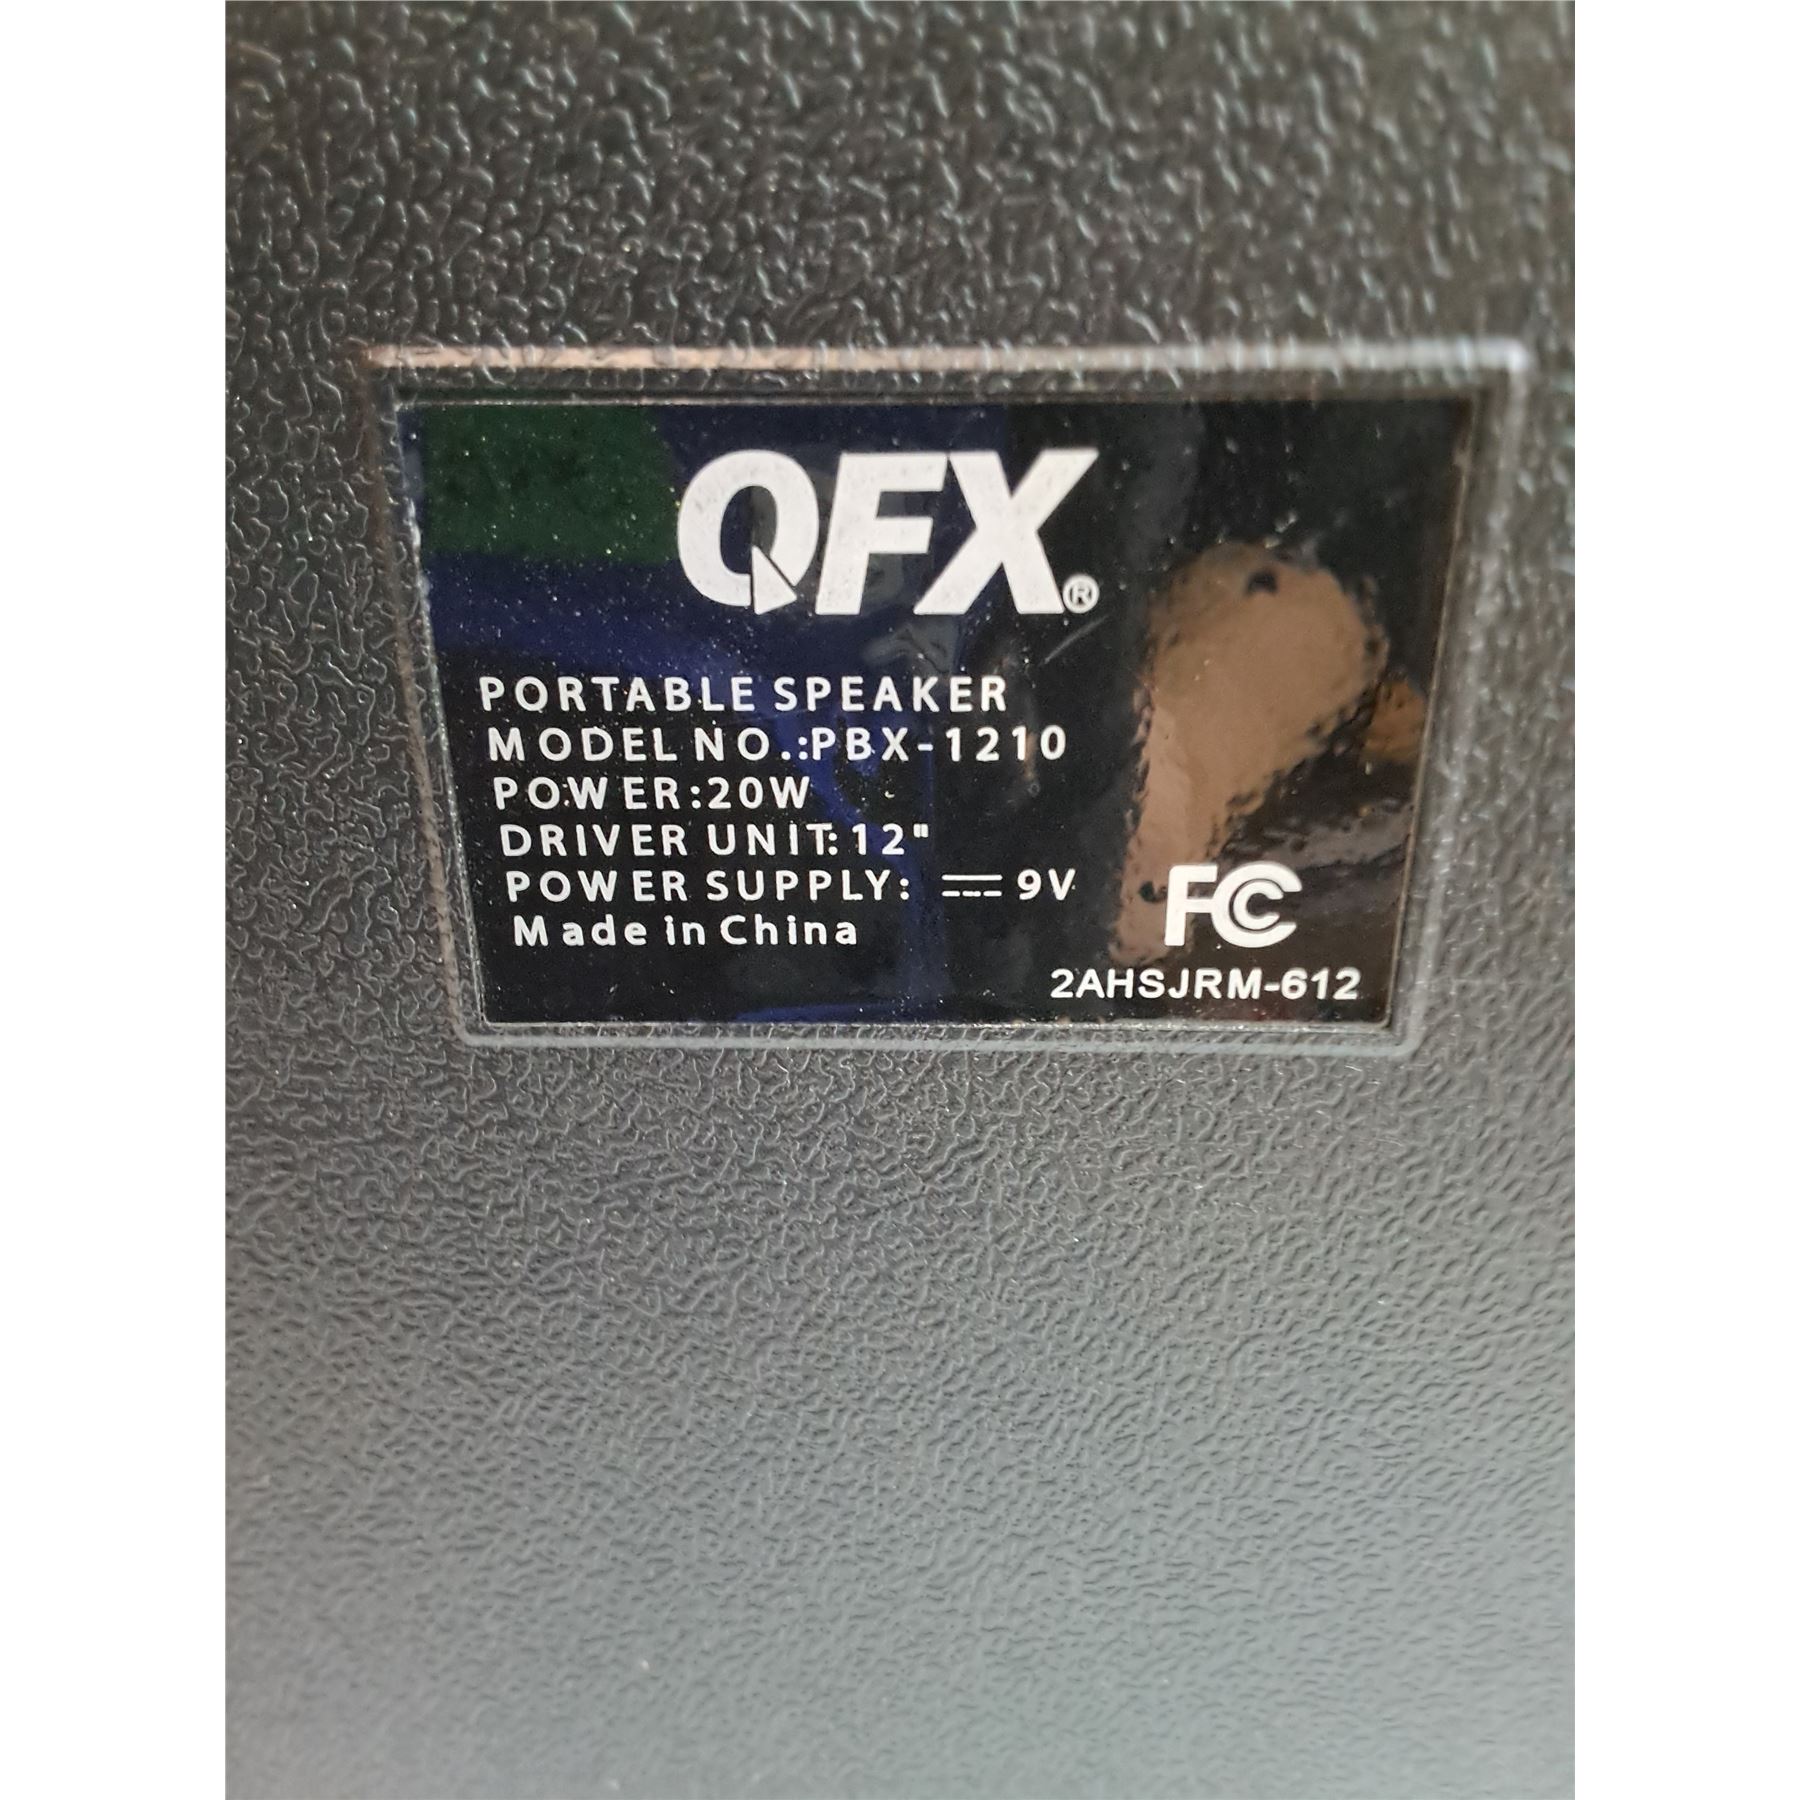 QFX®
PORTABLE SPEAKER
MODEL NO.:PBX-1210
POWER:20W
DRIVER UNIT:12"
POWER SUPPLY: ⎓ 9V
Made in China
FCC
2AHSJRM-612